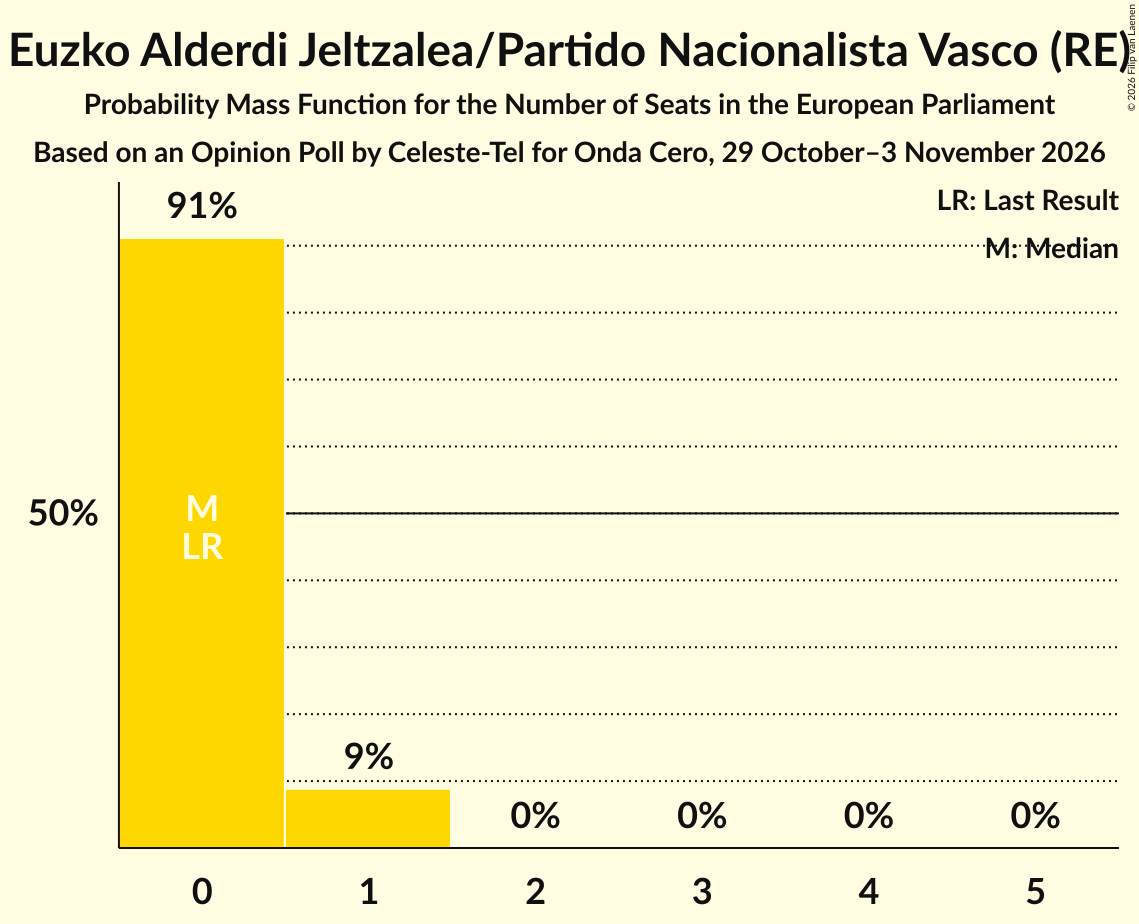 Euzko Alderdi Jeltzalea/Partido Nacionalista Vasco (RE)
© 2026 Filip van Laenen
Probability Mass Function for the Number of Seats in the European Parliament
Based on an Opinion Poll by Celeste-Tel for Onda Cero, 29 October–3 November 2026
LR: Last Result
M: Median
91%
50%
M
LR
9%
0%
0%
0%
0%
0
1
2
3
4
5